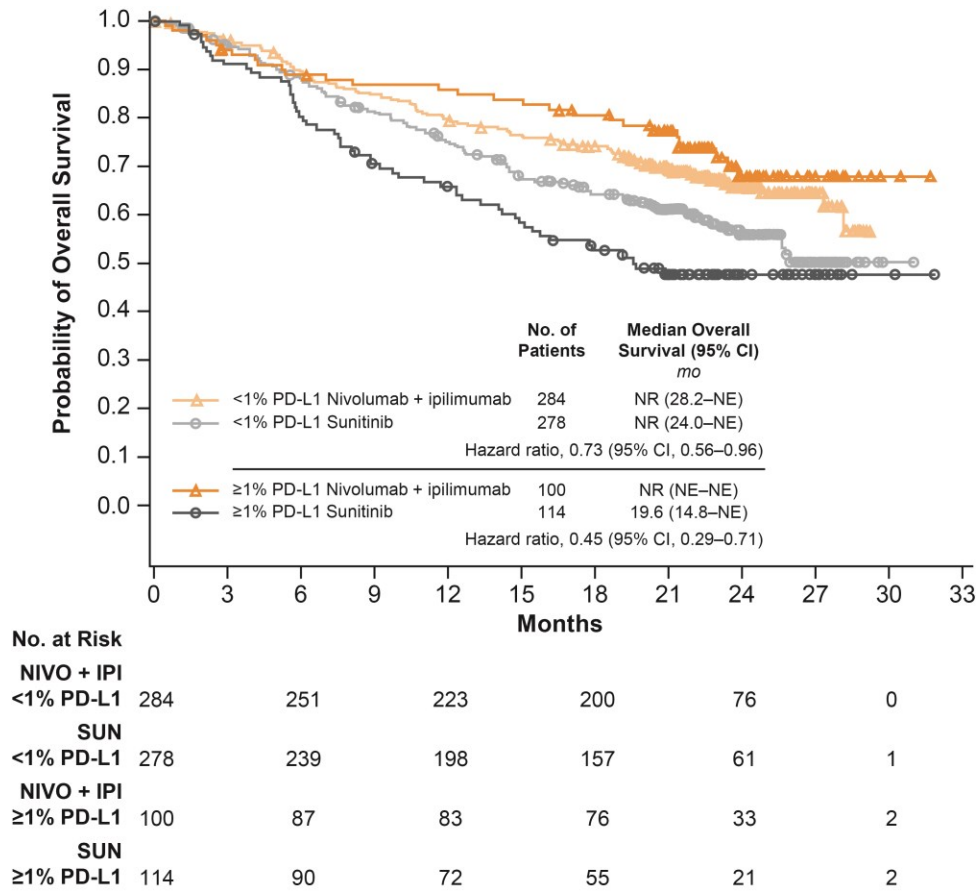 1.0
0.9
0.8
0.7
0.6
0.5
0.4
0.3
0.2
0.1
0.0
Probability of Overall Survival
No. of Patients Median Overall Survival (95% CI)
mo
<1% PD-L1 Nivolumab + ipilimumab 284 NR (28.2–NE)
<1% PD-L1 Sunitinib 278 NR (24.0–NE)
Hazard ratio, 0.73 (95% CI, 0.56–0.96)
≥1% PD-L1 Nivolumab + ipilimumab 100 NR (NE–NE)
≥1% PD-L1 Sunitinib 114 19.6 (14.8–NE)
Hazard ratio, 0.45 (95% CI, 0.29–0.71)
0 3 6 9 12 15 18 21 24 27 30 33
Months
No. at Risk
NIVO + IPI
<1% PD-L1 284 251 223 200 76 0
SUN
<1% PD-L1 278 239 198 157 61 1
NIVO + IPI
≥1% PD-L1 100 87 83 76 33 2
SUN
≥1% PD-L1 114 90 72 55 21 2